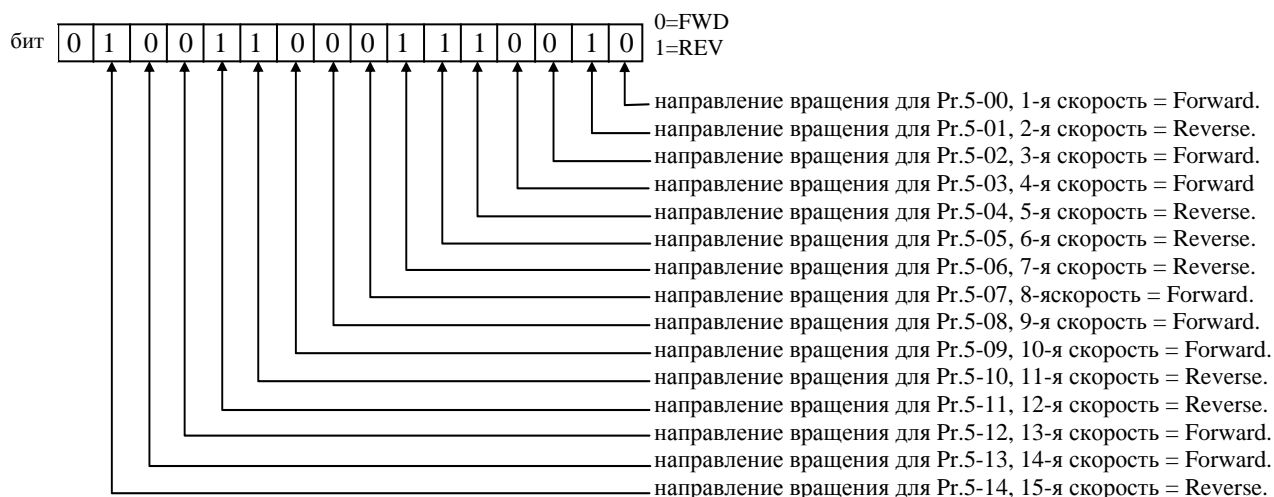 0=FWD
бит 0 1 0 0 1 1 0 0 0 1 1 1 0 0 1 0 1=REV
направление вращения для Pr.5-00, 1-я скорость = Forward.
направление вращения для Pr.5-01, 2-я скорость = Reverse.
направление вращения для Pr.5-02, 3-я скорость = Forward.
направление вращения для Pr.5-03, 4-я скорость = Forward
направление вращения для Pr.5-04, 5-я скорость = Reverse.
направление вращения для Pr.5-05, 6-я скорость = Reverse.
направление вращения для Pr.5-06, 7-я скорость = Reverse.
направление вращения для Pr.5-07, 8-яскорость = Forward.
направление вращения для Pr.5-08, 9-я скорость = Forward.
направление вращения для Pr.5-09, 10-я скорость = Forward.
направление вращения для Pr.5-10, 11-я скорость = Reverse.
направление вращения для Pr.5-11, 12-я скорость = Reverse.
направление вращения для Pr.5-12, 13-я скорость = Forward.
направление вращения для Pr.5-13, 14-я скорость = Forward.
направление вращения для Pr.5-14, 15-я скорость = Reverse.